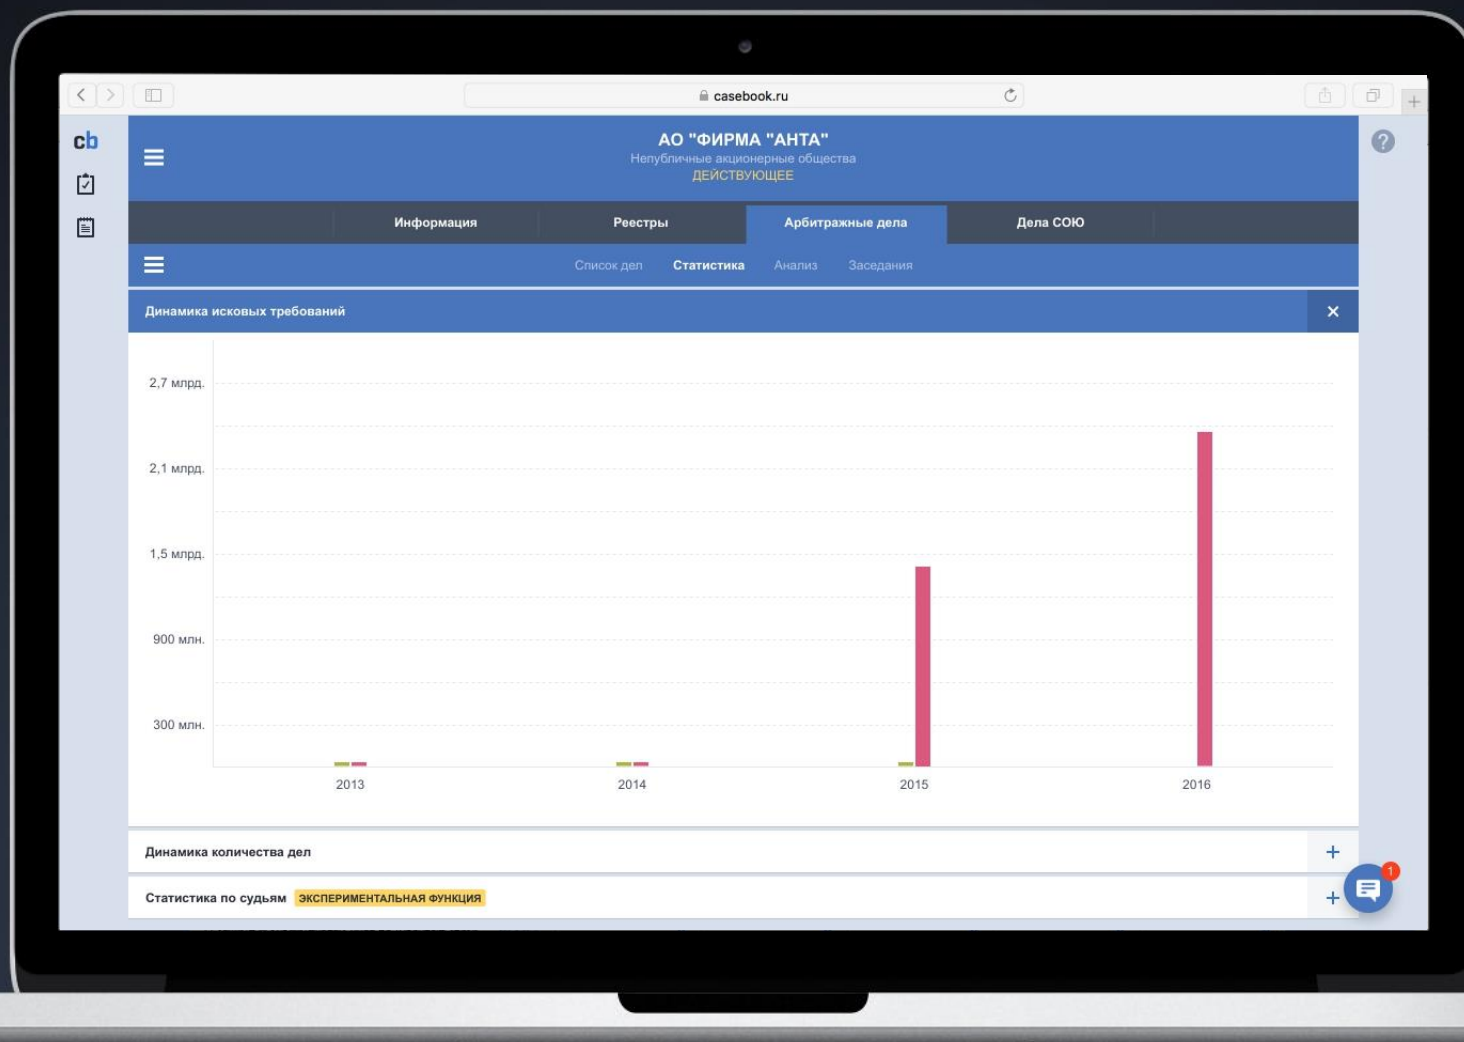 casebook.ru
cb
АО "ФИРМА "АНТА"
Непубличные акционерные общества
ДЕЙСТВУЮЩЕЕ
?
Информация Реестры Арбитражные дела Дела СОЮ
Список дел Статистика Анализ Заседания
Динамика исковых требований
2,7 млрд.
2,1 млрд.
1,5 млрд.
900 млн.
300 млн.
2013 2014 2015 2016
Динамика количества дел
1
Статистика по судьям ЭКСПЕРИМЕНТАЛЬНАЯ ФУНКЦИЯ